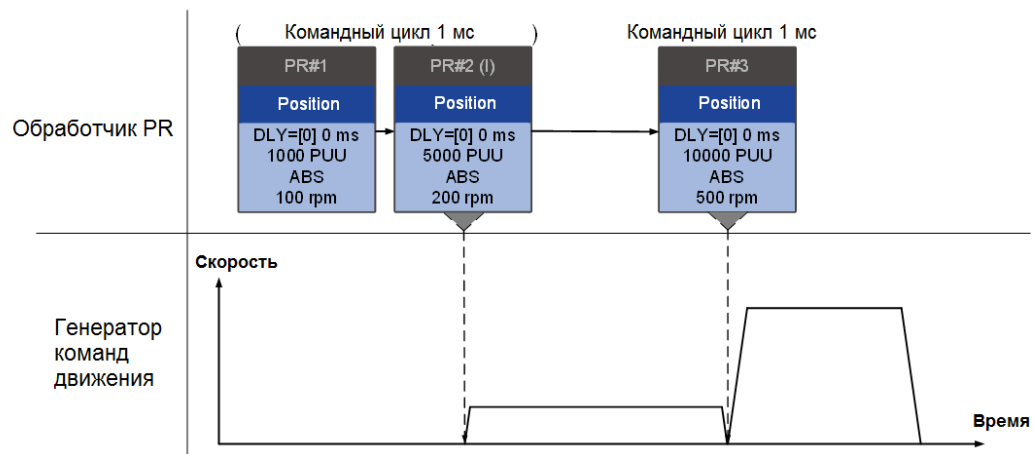 ( Командный цикл 1 мс ) Командный цикл 1 мс
PR#1 PR#2 (I) PR#3
Position Position Position
Обработчик PR
DLY=[0] 0 ms DLY=[0] 0 ms DLY=[0] 0 ms
1000 PUU 5000 PUU 10000 PUU
ABS ABS ABS
100 rpm 200 rpm 500 rpm
Скорость
Генератор
команд
движения
Время